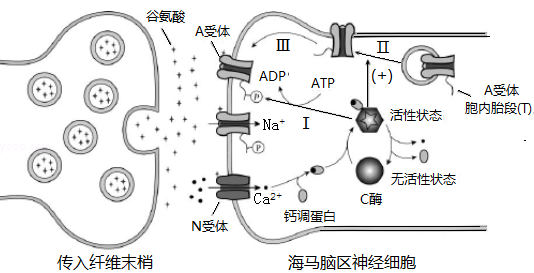 谷氨酸
A受体
III
II
ADP
ATP
(+)
A受体
胞内胎段(T)
P
I
活性状态
Na⁺
P
无活性状态
Ca²⁺
C酶
N受体
钙调蛋白
传入纤维末梢
海马脑区神经细胞